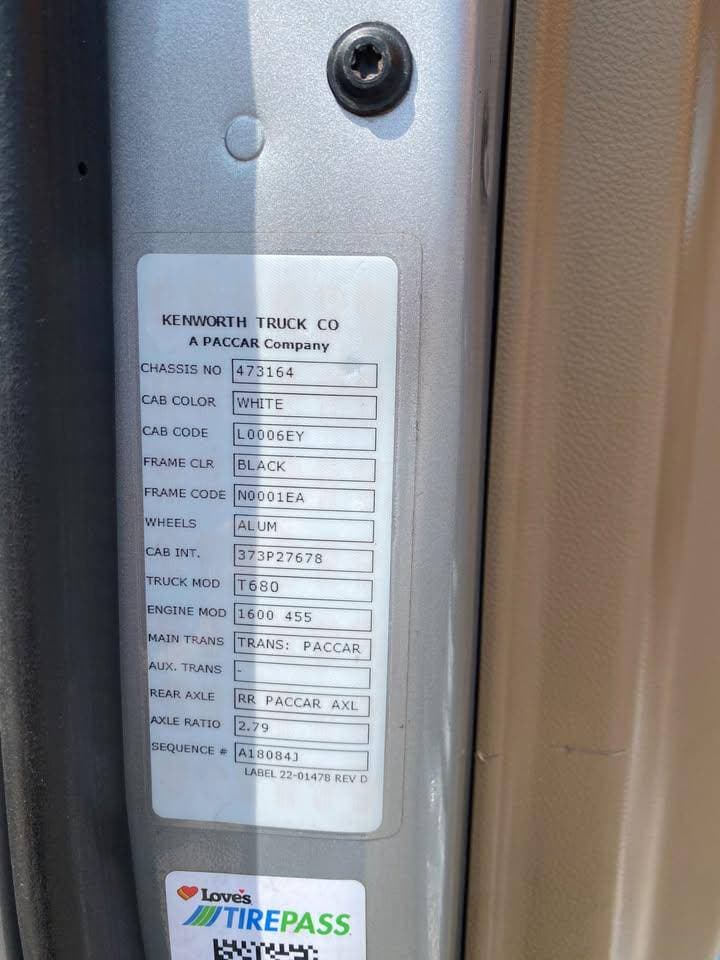 KENWORTH TRUCK CO
A PACCAR Company
CHASSIS NO 473164
CAB COLOR WHITE
CAB CODE L0006EY
FRAME CLR BLACK
FRAME CODE N0001EA
WHEELS ALUM
CAB INT. 373P27678
TRUCK MOD T680
ENGINE MOD 1600 455
MAIN TRANS TRANS: PACCAR
AUX. TRANS -
REAR AXLE RR PACCAR AXL
AXLE RATIO 2.79
SEQUENCE # A18084J
LABEL 22-01478 REV D
Love's
TIREPASS